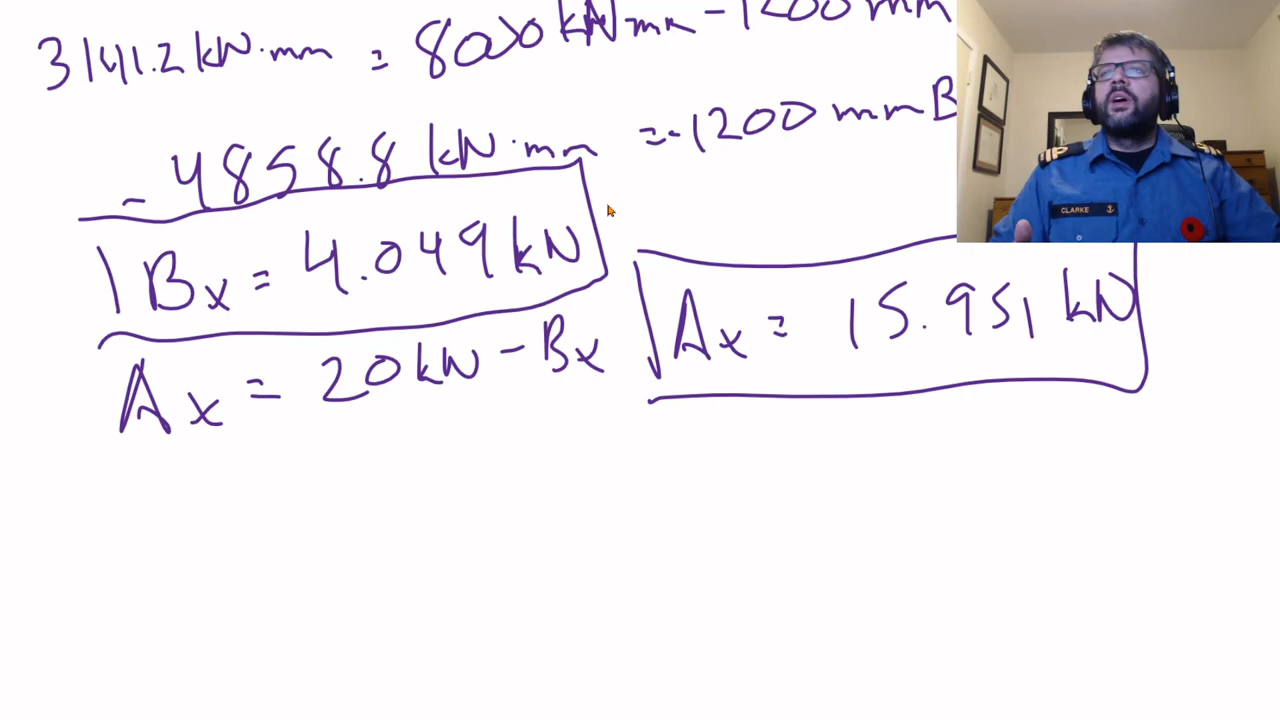 3141.2 kN·mm = 8000 kN mm - 1200 mm
- 4858.8 kN·mm = -1200 mm B
Bx = 4.049 kN
Ax = 20 kN - Bx
Ax = 15.951 kN
CLARKE